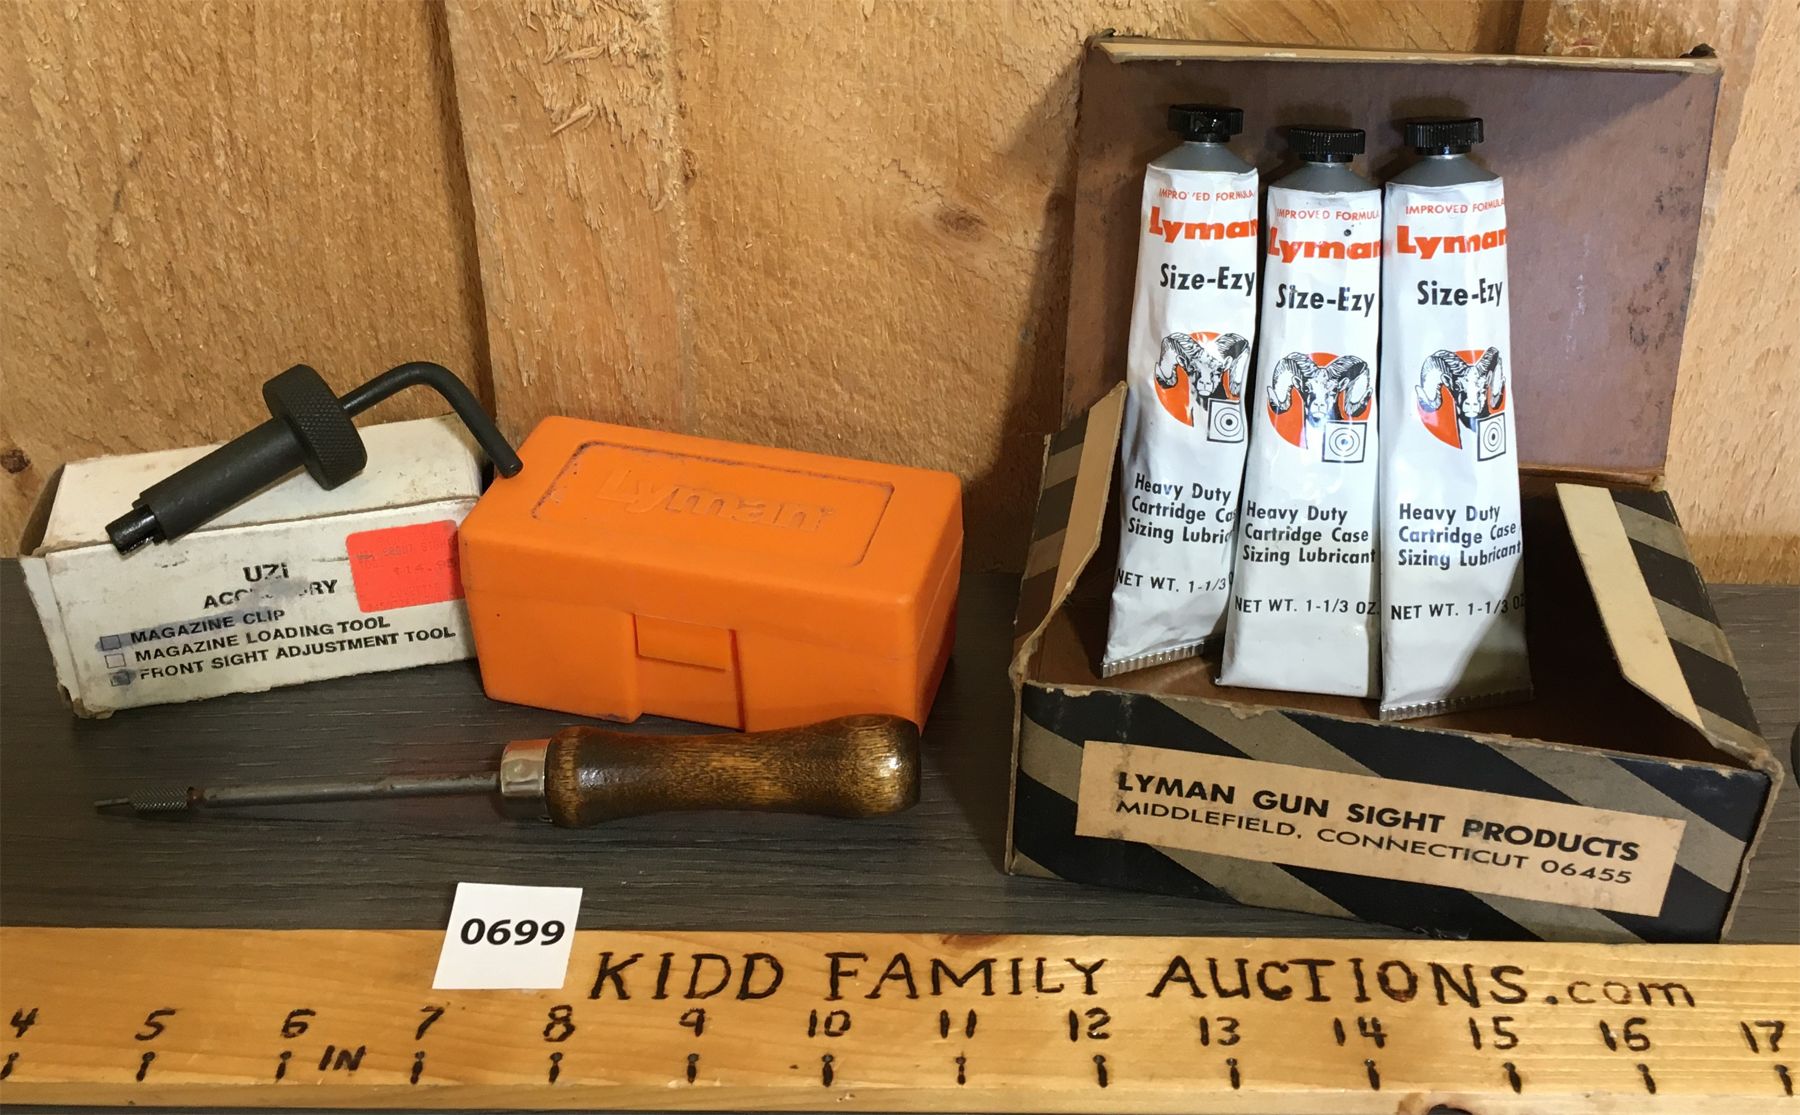 UZI
MAGAZINE CLIP
MAGAZINE LOADING TOOL
FRONT SIGHT ADJUSTMENT TOOL
Lyman
IMPROVED FORMULA
Lyman
Size-Ezy
Heavy Duty
Cartridge
Sizing
NET WT. 1-1/3
IMPROVED FORMULA
Lyman
Size-Ezy
Heavy Duty
Cartridge Case
Sizing Lubricant
NET WT. 1-1/3 OZ.
IMPROVED FORMULA
Lyman
Size-Ezy
Heavy Duty
Cartridge Case
Sizing Lubricant
NET WT. 1-1/3 OZ
LYMAN GUN SIGHT PRODUCTS
MIDDLEFIELD, CONNECTICUT 06455
0699
KIDD FAMILY AUCTIONS.com
4 5 6 7 8 9 10 11 12 13 14 15 16 17
IN